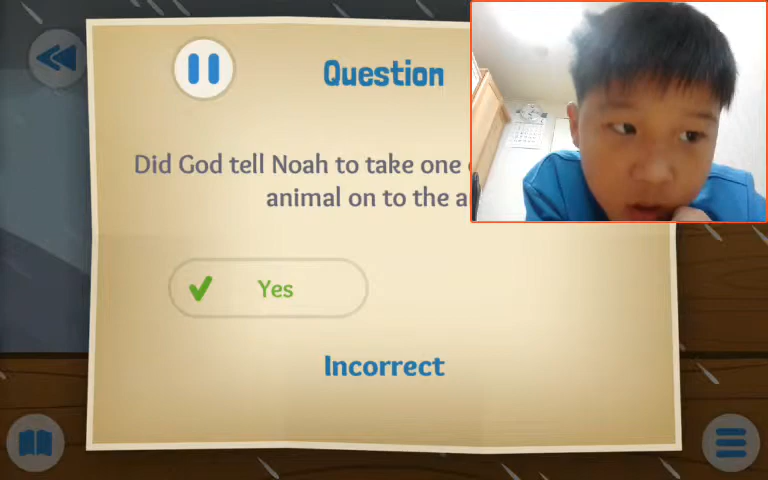 Question
Did God tell Noah to take one
animal on to the a
Yes
Incorrect